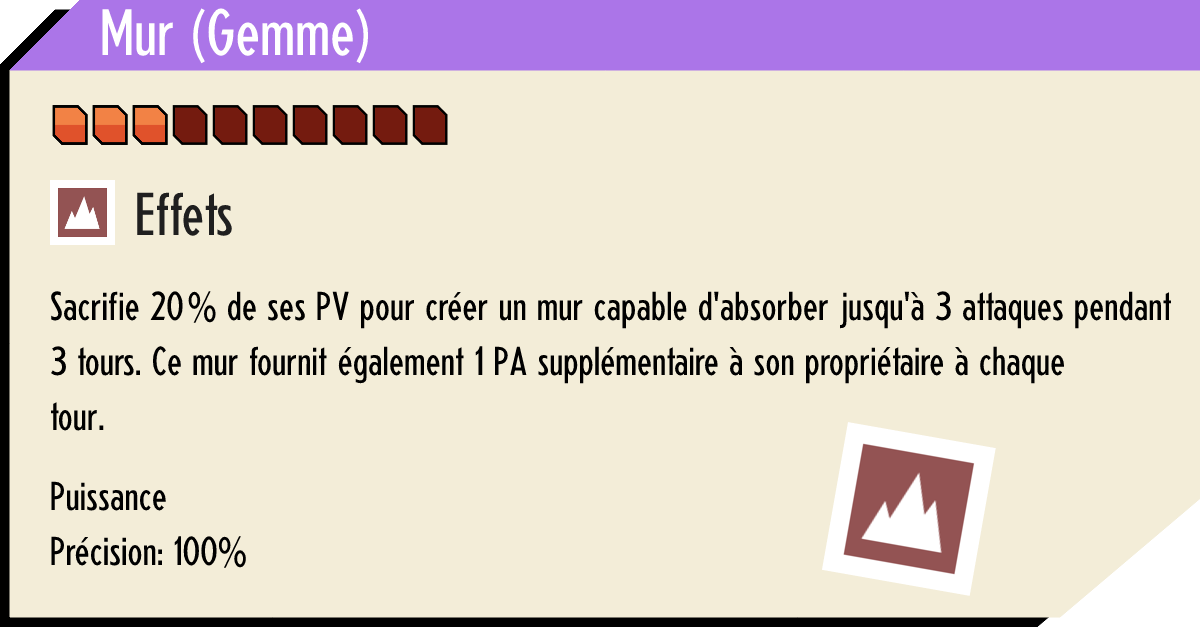 Mur (Gemme)
Effets
Sacrifie 20% de ses PV pour créer un mur capable d'absorber jusqu'à 3 attaques pendant
3 tours. Ce mur fournit également 1 PA supplémentaire à son propriétaire à chaque
tour.
Puissance
Précision: 100%